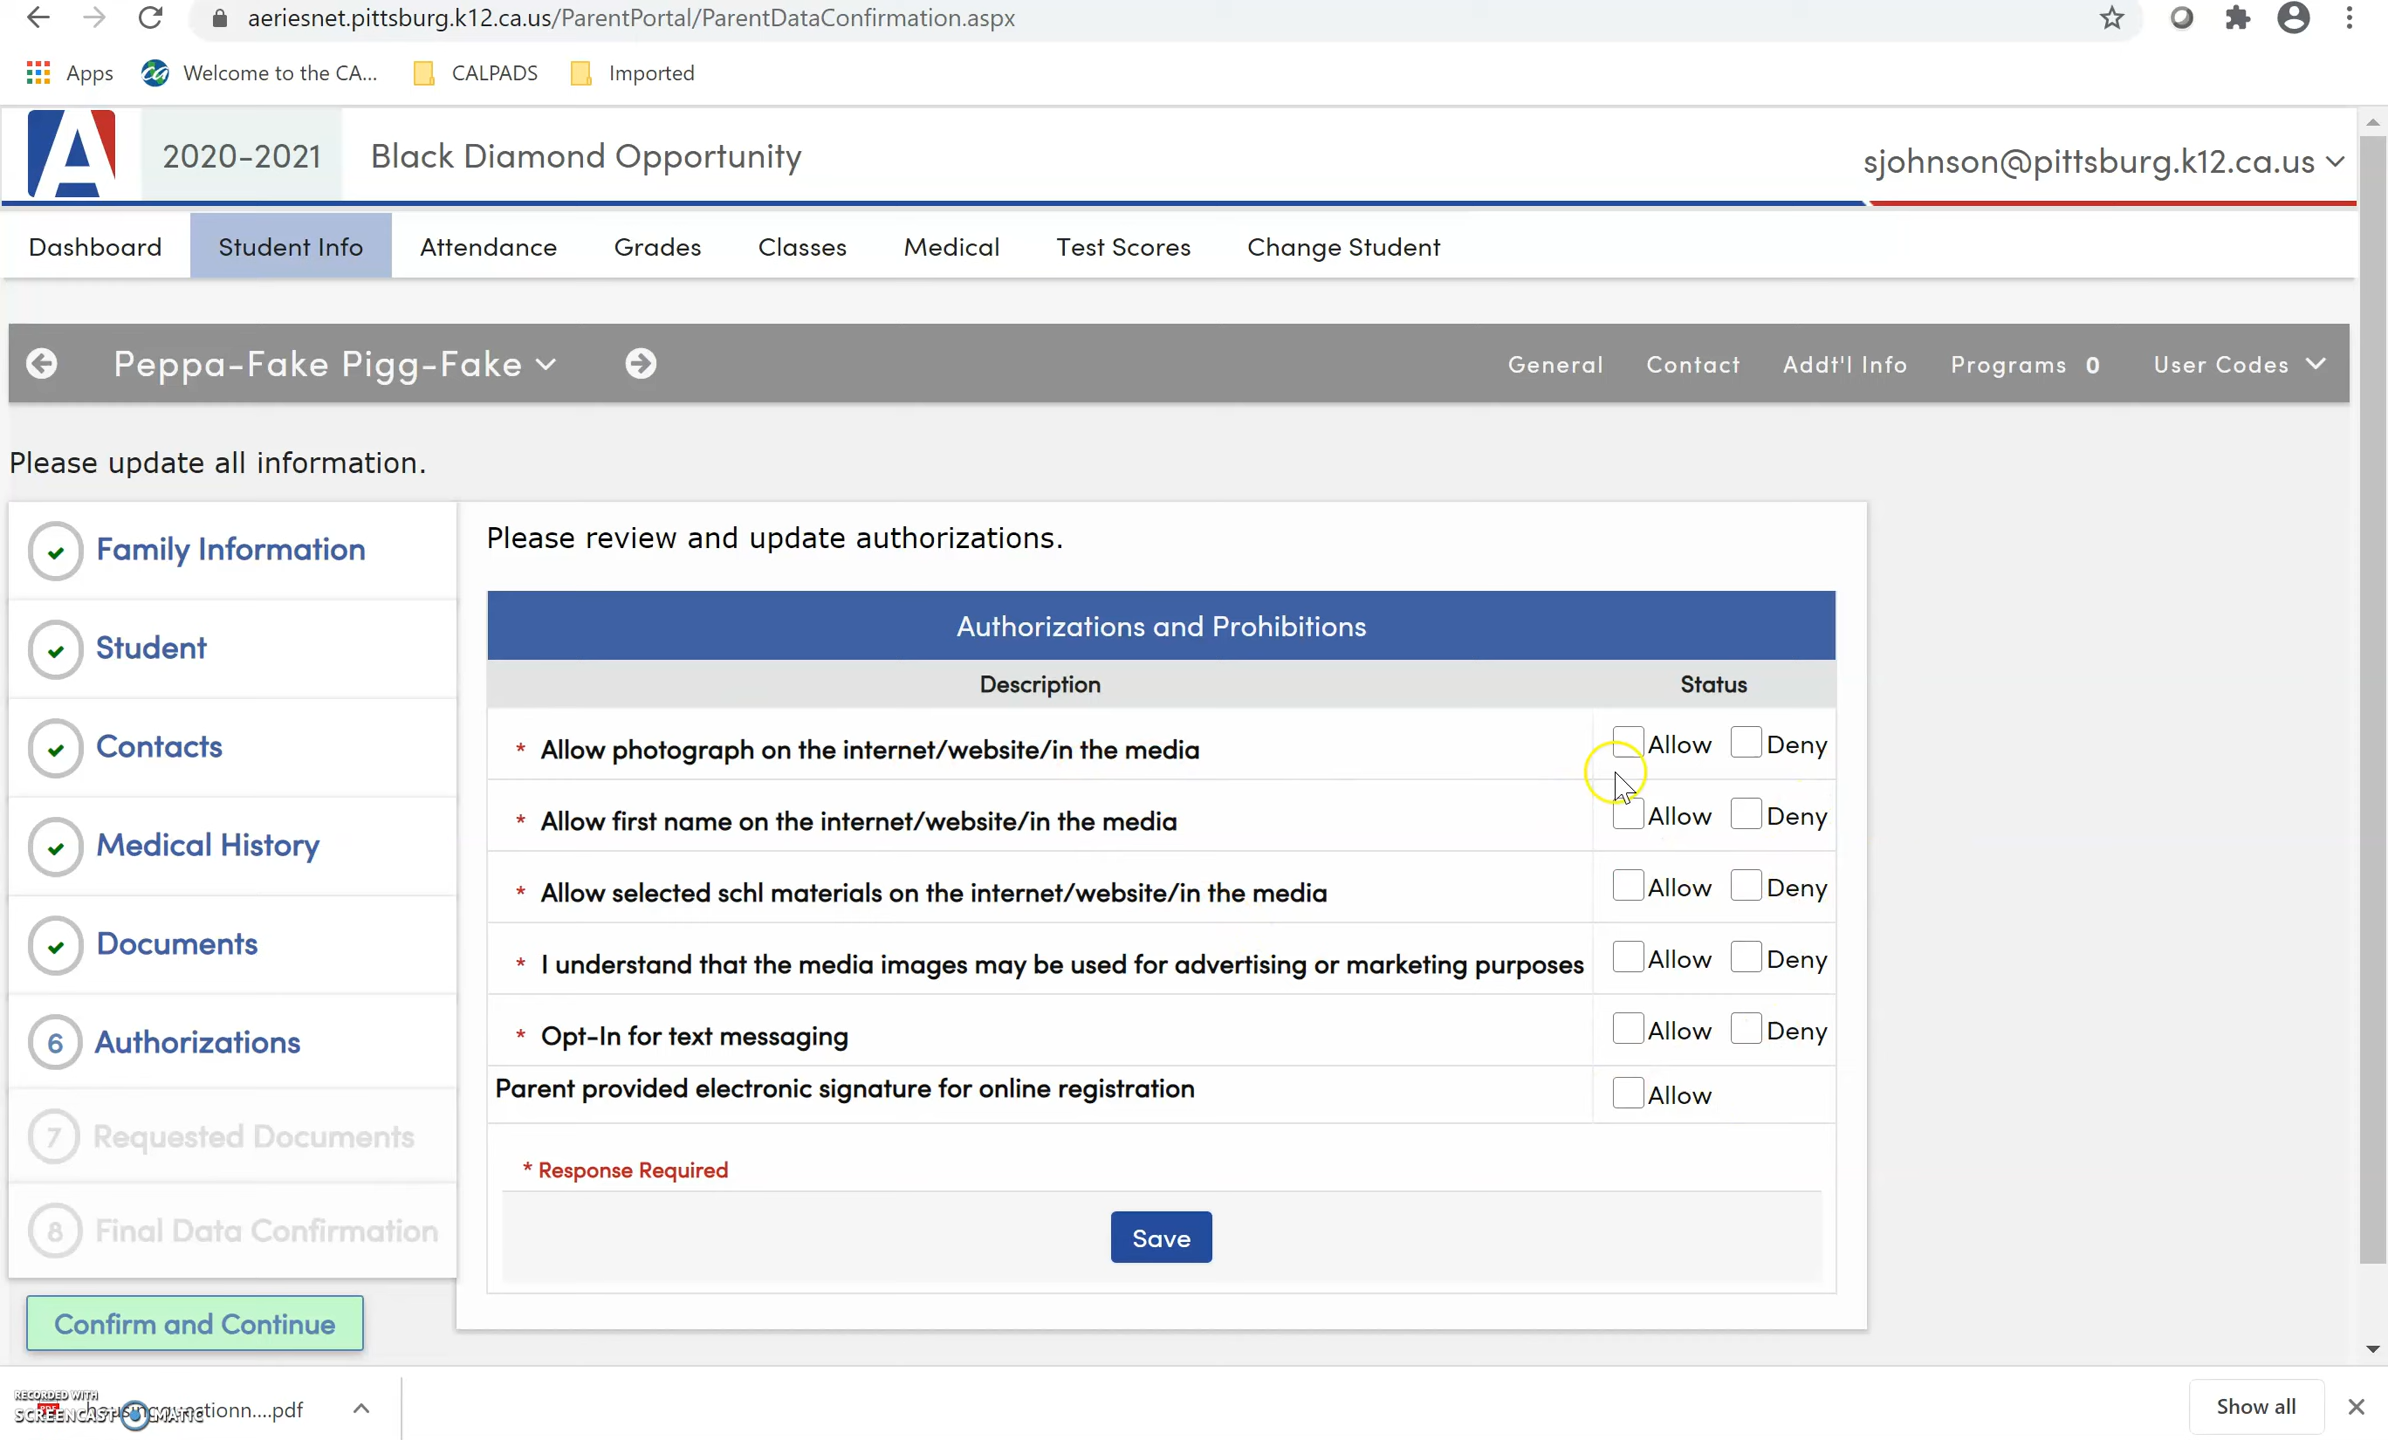 aeriesnet.pittsburg.k12.ca.us/ParentPortal/ParentDataConfirmation.aspx
Apps Welcome to the CA... CALPADS Imported
A 2020-2021 Black Diamond Opportunity sjohnson@pittsburg.k12.ca.us
Dashboard Student Info Attendance Grades Classes Medical Test Scores Change Student
Peppa-Fake Pigg-Fake General Contact Addt'l Info Programs 0 User Codes
Please update all information.
Family Information
Student
Contacts
Medical History
Documents
6 Authorizations
7 Requested Documents
8 Final Data Confirmation
Confirm and Continue
Please review and update authorizations.
Authorizations and Prohibitions
Description Status
* Allow photograph on the internet/website/in the media Allow Deny
* Allow first name on the internet/website/in the media Allow Deny
* Allow selected schl materials on the internet/website/in the media Allow Deny
* I understand that the media images may be used for advertising or marketing purposes Allow Deny
* Opt-In for text messaging Allow Deny
Parent provided electronic signature for online registration Allow
* Response Required
Save
RECORDED WITH
SCREENCAST MATIC
.pdf
Show all